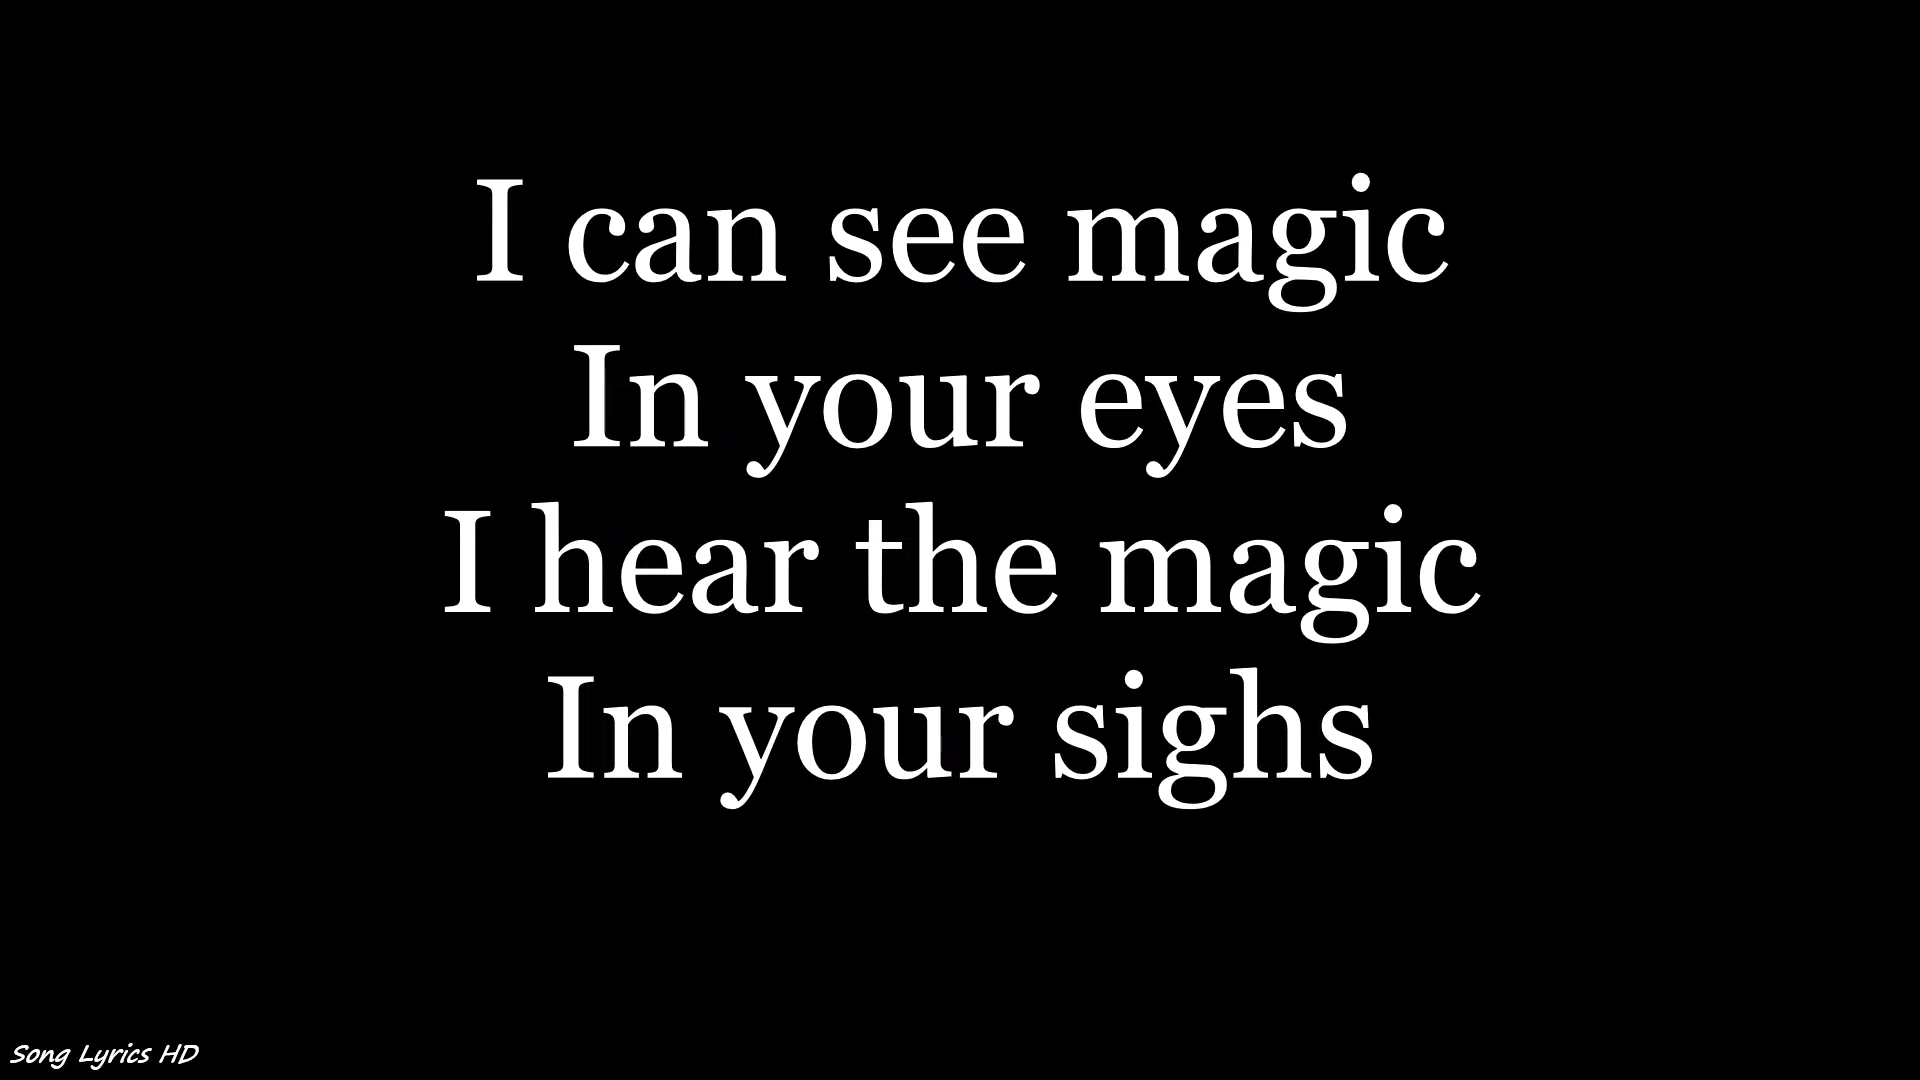 I can see magic
In your eyes
I hear the magic
In your sighs
Song Lyrics HD